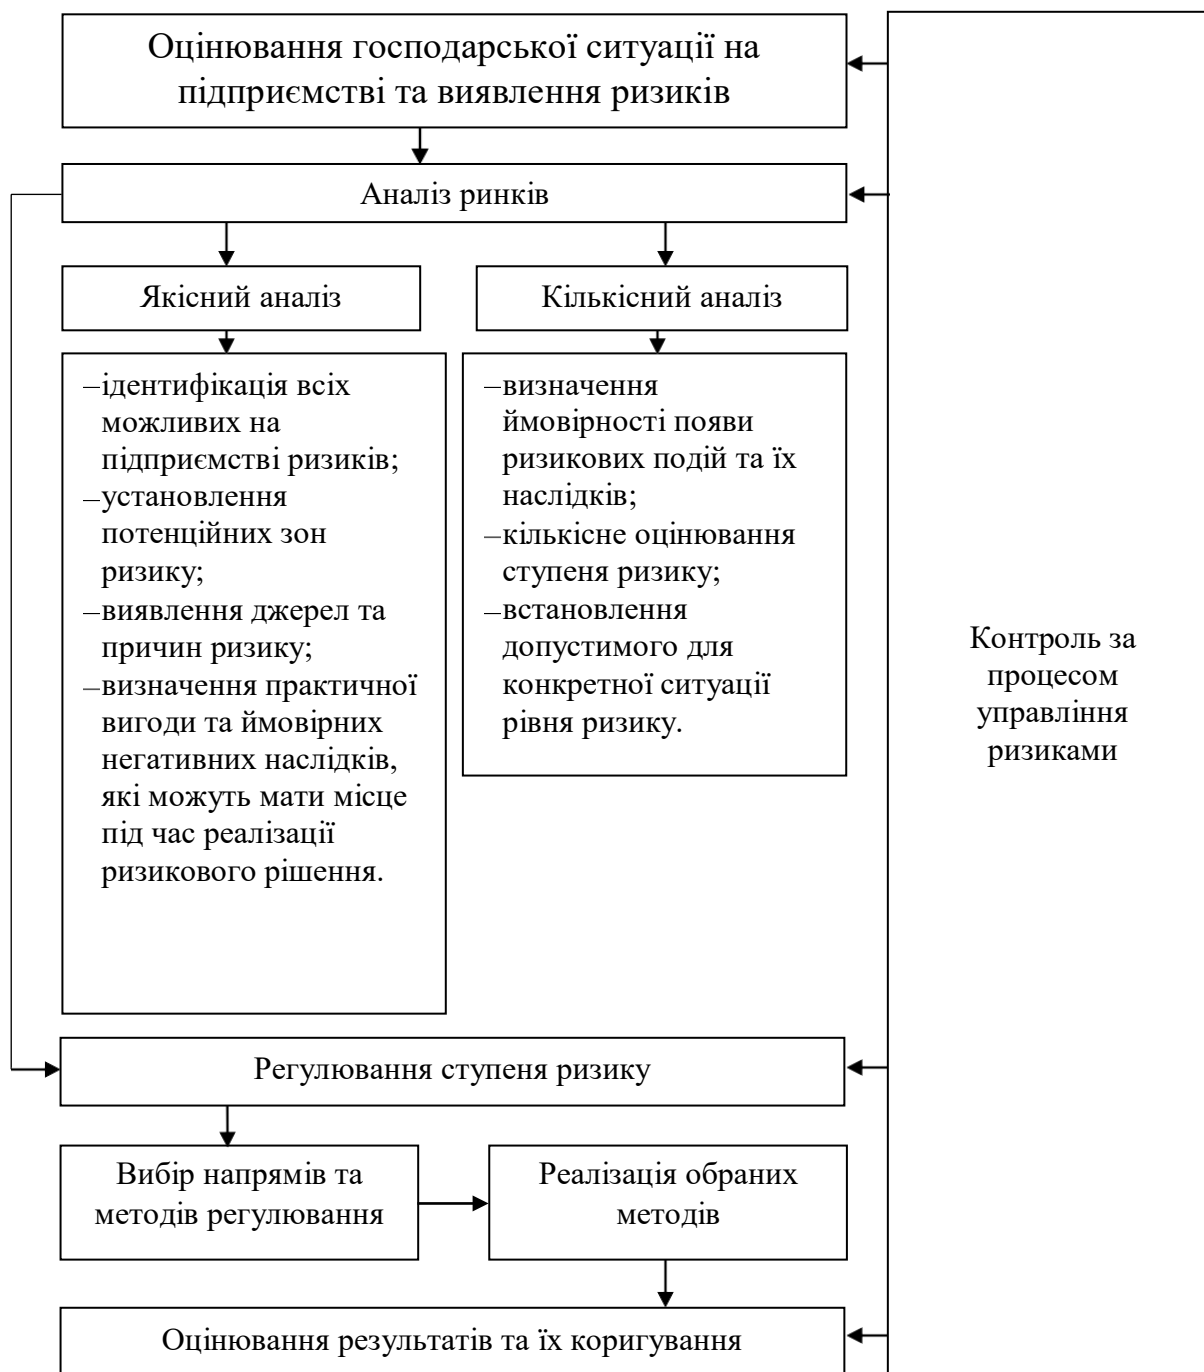 Оцінювання господарської ситуації на
підприємстві та виявлення ризиків
Аналіз ринків
Якісний аналіз
Кількісний аналіз
–ідентифікація всіх
можливих на
підприємстві ризиків;
–установлення
потенційних зон
ризику;
–виявлення джерел та
причин ризику;
–визначення практичної
вигоди та ймовірних
негативних наслідків,
які можуть мати місце
під час реалізації
ризикового рішення.
–визначення
ймовірності появи
ризикових подій та їх
наслідків;
–кількісне оцінювання
ступеня ризику;
–встановлення
допустимого для
конкретної ситуації
рівня ризику.
Контроль за
процесом
управління
ризиками
Регулювання ступеня ризику
Вибір напрямів та
методів регулювання
Реалізація обраних
методів
Оцінювання результатів та їх коригування